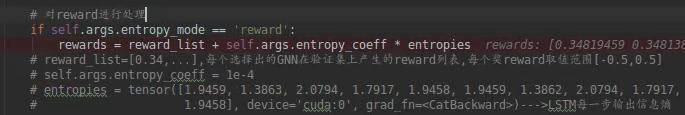 # 对reward进行处理
if self.args.entropy_mode == 'reward':
rewards = reward_list + self.args.entropy_coeff * entropies rewards: [0.34819459 0.348138
# reward_list=[0.34,...],每个选择出的GNN在验证集上产生的reward列表,每个奖reward取值范围[-0.5,0.5]
# self.args.entropy_coeff = 1e-4
# entropies = tensor([1.9459, 1.3863, 2.0794, 1.7917, 1.9458, 1.9459, 1.3862, 2.0794, 1.7917,
# 1.9458], device='cuda:0', grad_fn=<CatBackward>)--->LSTM每一步输出信息熵